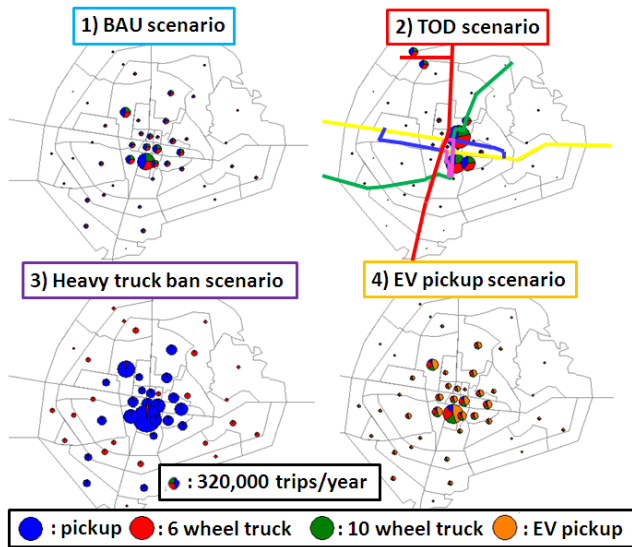 1) BAU scenario
2) TOD scenario
3) Heavy truck ban scenario
4) EV pickup scenario
: 320,000 trips/year
: pickup : 6 wheel truck : 10 wheel truck : EV pickup